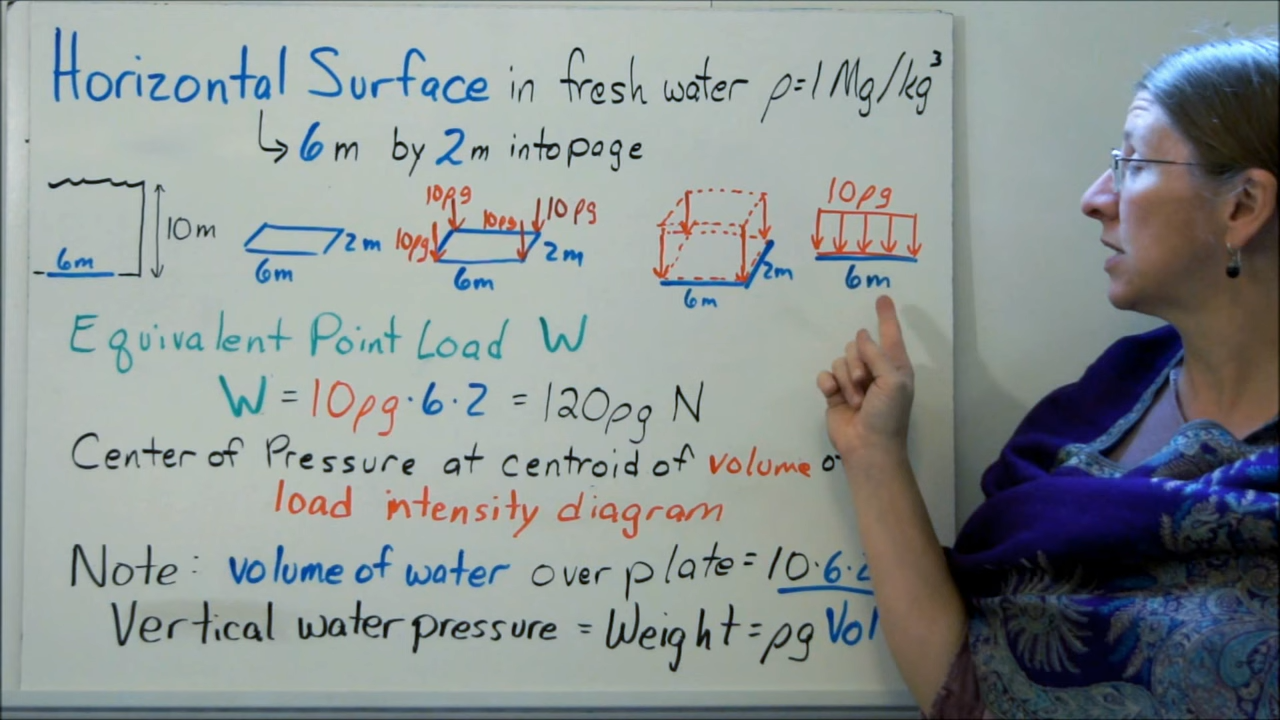 Horizontal Surface in fresh water ρ=1 Mg/kg³
↳ 6m by 2m into page
10m
6m
2m
6m
10ρg
10ρg
10ρg
10ρg
2m
6m
2m
6m
10ρg
6m
Equivalent Point Load W
W = 10ρg·6·2 = 120ρg N
Center of Pressure at centroid of volume
load intensity diagram
Note: volume of water over plate = 10·6·2
Vertical water pressure = Weight = ρg Vol